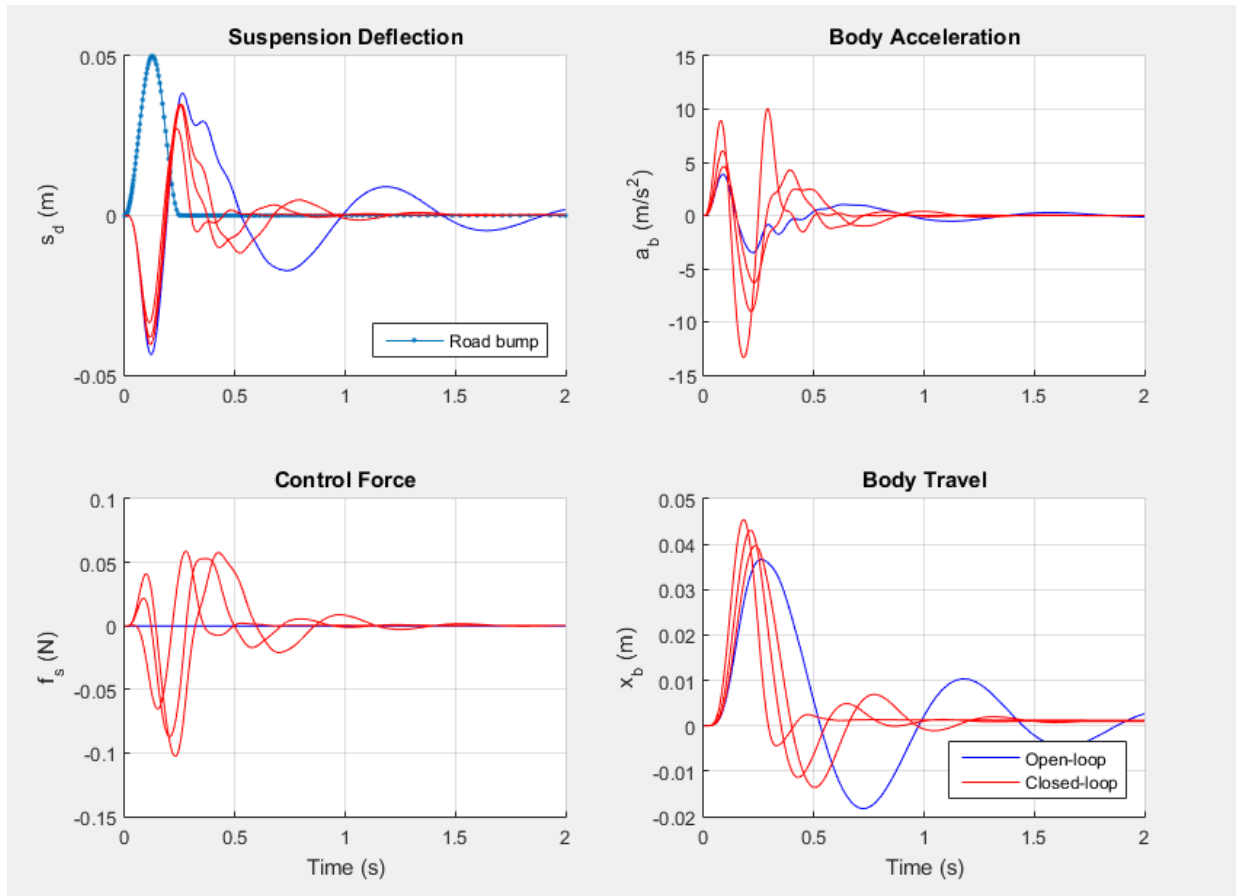 Suspension Deflection
0.05
0
-0.05
s_d (m)
0 0.5 1 1.5 2
Road bump
Body Acceleration
15
10
5
0
-5
-10
-15
a_b (m/s^2)
0 0.5 1 1.5 2
Control Force
0.1
0.05
0
-0.05
-0.1
-0.15
f_s (N)
0 0.5 1 1.5 2
Time (s)
Body Travel
0.05
0.04
0.03
0.02
0.01
0
-0.01
-0.02
x_b (m)
0 0.5 1 1.5 2
Time (s)
Open-loop
Closed-loop